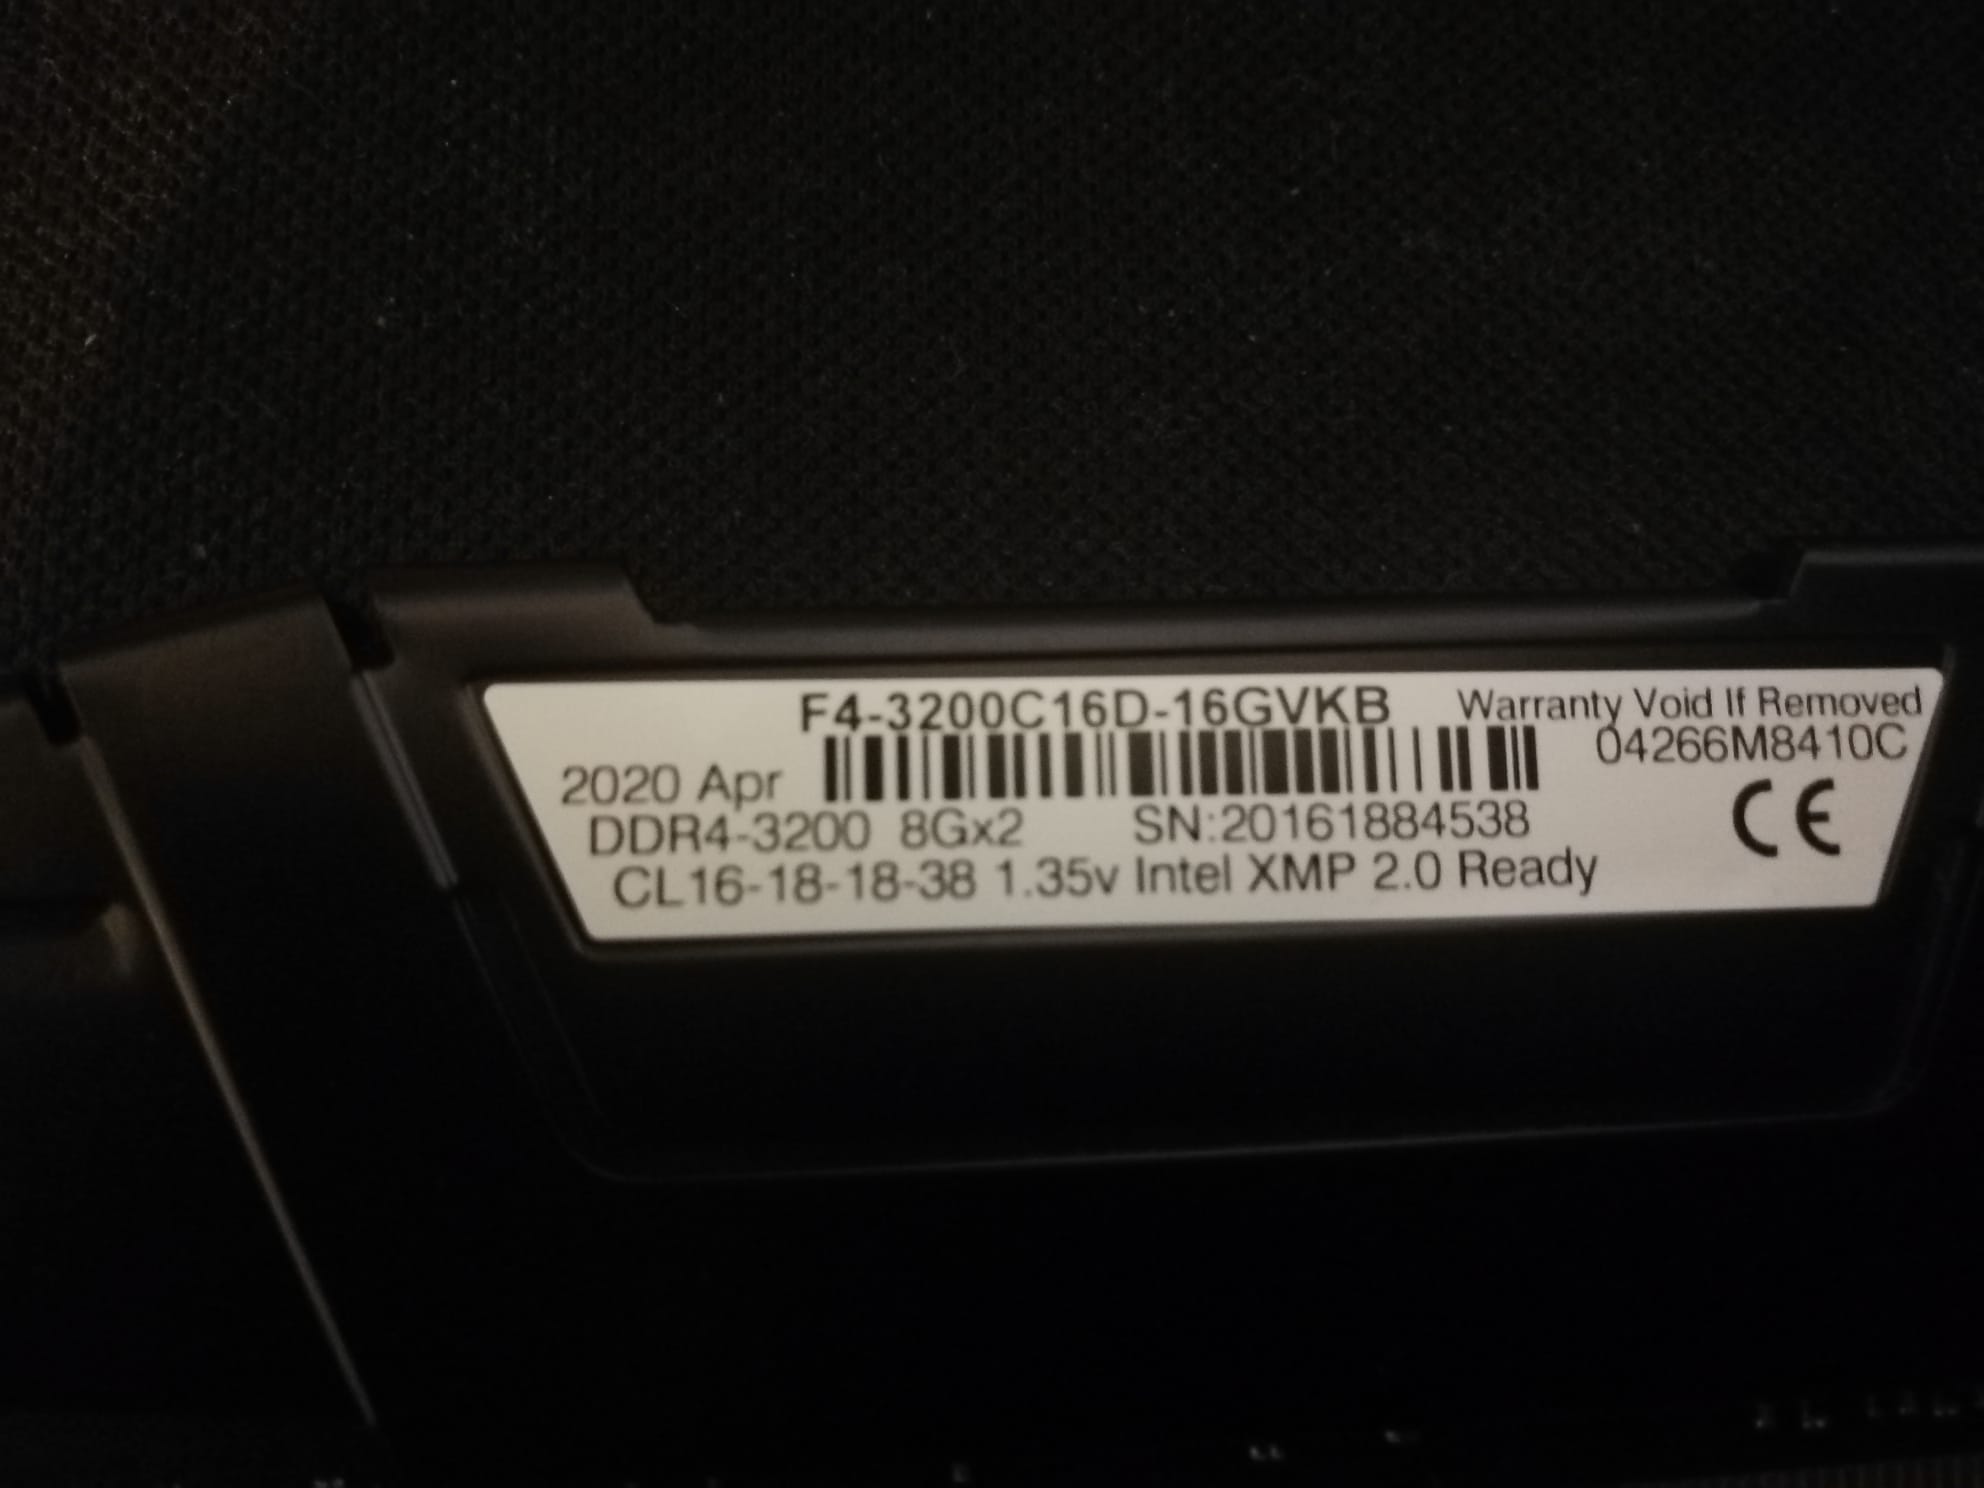 F4-3200C16D-16GVKB Warranty Void If Removed
04266M8410C
2020 Apr
DDR4-3200 8Gx2 SN:20161884538
CL16-18-18-38 1.35v Intel XMP 2.0 Ready
CE